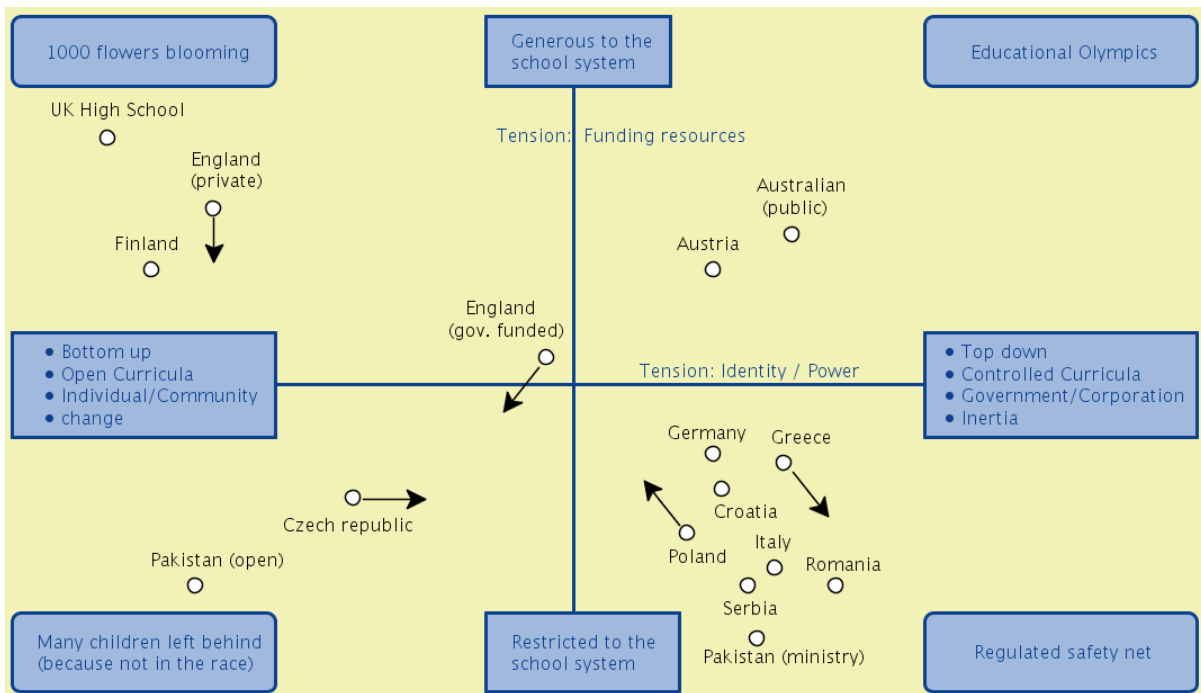 1000 flowers blooming
Generous to the
school system
Educational Olympics
UK High School
Tension: Funding resources
England
(private)
Australian
(public)
Finland
Austria
England
(gov. funded)
• Bottom up
• Open Curricula
• Individual/Community
• change
Tension: Identity / Power
• Top down
• Controlled Curricula
• Government/Corporation
• Inertia
Germany
Greece
Croatia
Czech republic
Poland
Italy
Romania
Pakistan (open)
Serbia
Many children left behind
(because not in the race)
Restricted to the
school system
Pakistan (ministry)
Regulated safety net